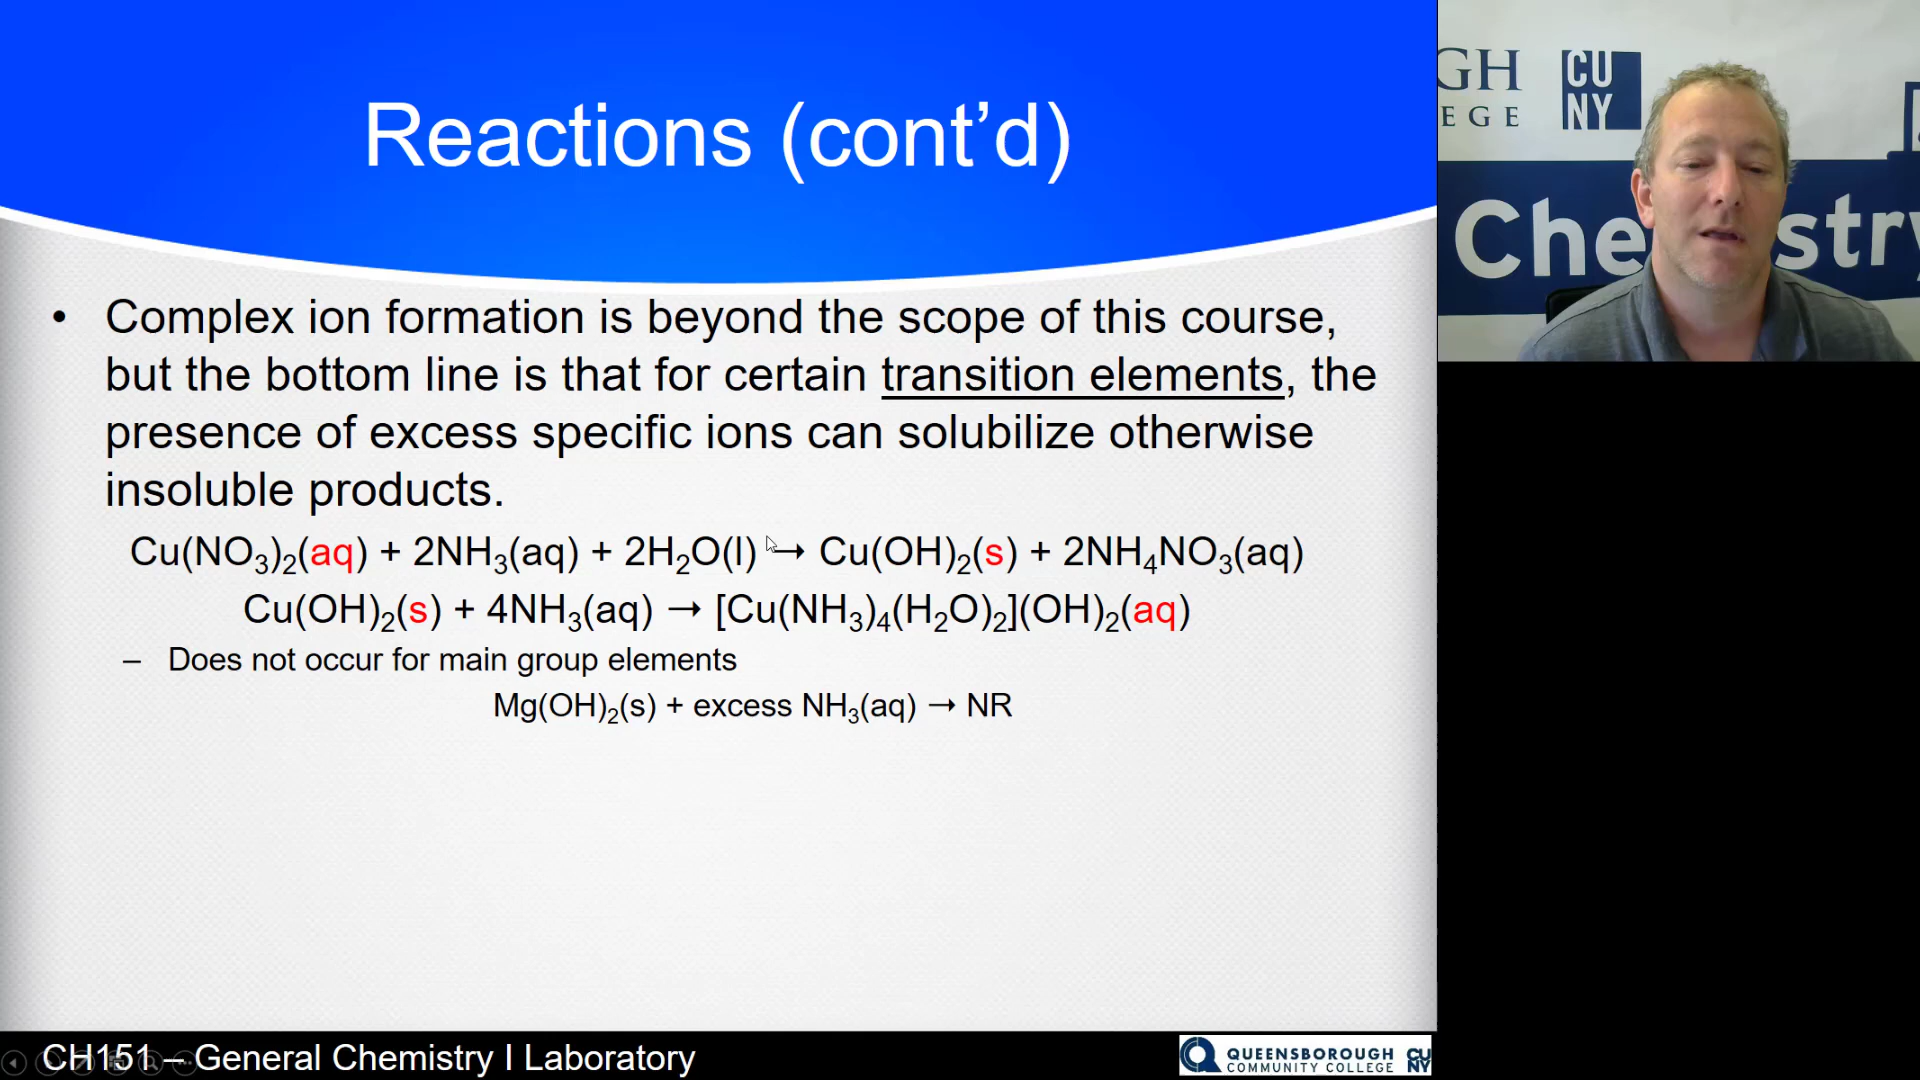 Reactions (cont’d)
• Complex ion formation is beyond the scope of this course,
but the bottom line is that for certain transition elements, the
presence of excess specific ions can solubilize otherwise
insoluble products.
Cu(NO₃)₂(aq) + 2NH₃(aq) + 2H₂O(l) → Cu(OH)₂(s) + 2NH₄NO₃(aq)
Cu(OH)₂(s) + 4NH₃(aq) → [Cu(NH₃)₄(H₂O)₂](OH)₂(aq)
– Does not occur for main group elements
Mg(OH)₂(s) + excess NH₃(aq) → NR
CH151 – General Chemistry I Laboratory
QUEENSBOROUGH
COMMUNITY COLLEGE
CU
NY
GH
EGE
CU
NY
Che
stry